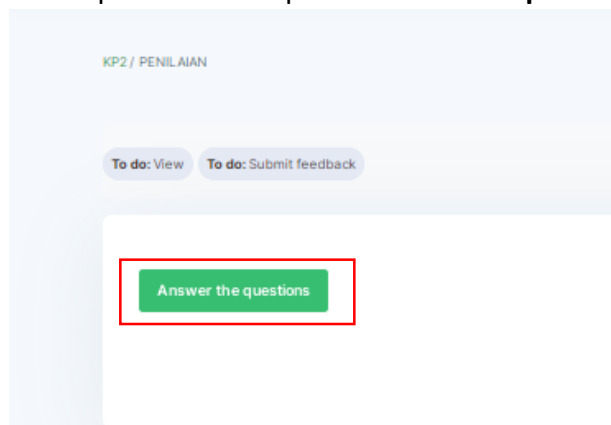 KP2 / PENILAIAN
To do: View To do: Submit feedback
Answer the questions